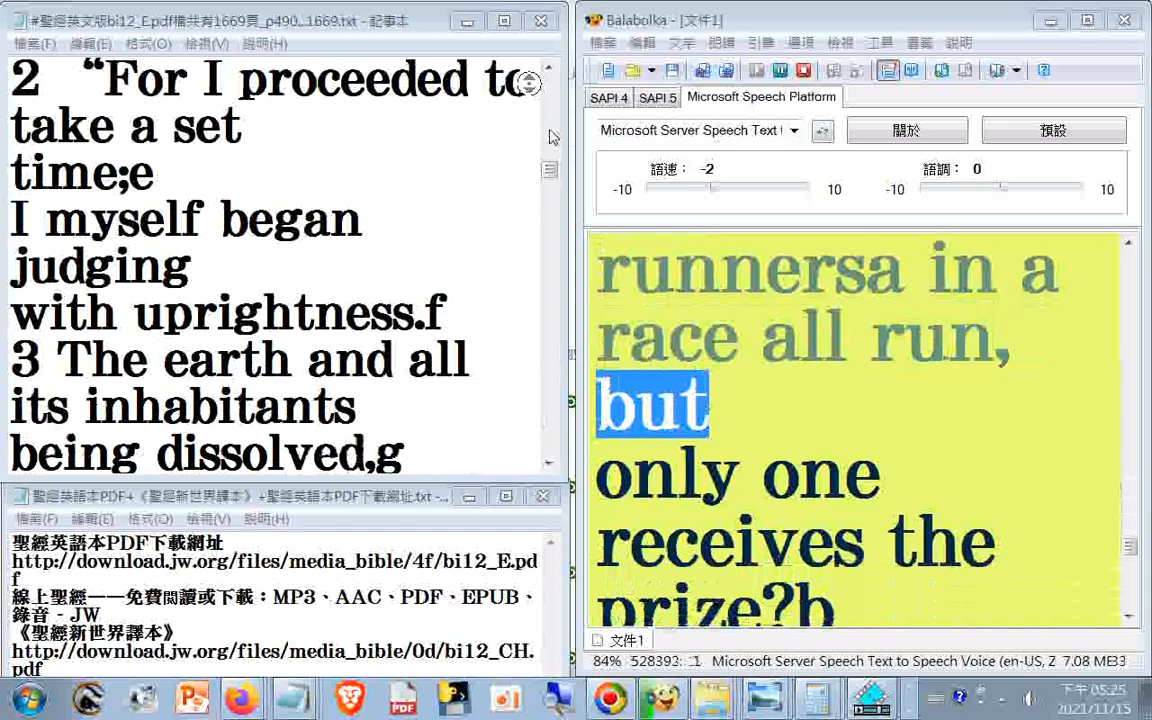 #聖經英文版bi12_E.pdf檔共有1669頁_p490...1669.txt - 記事本
檔案(F) 編輯(E) 格式(O) 檢視(V) 說明(H)
2 “For I proceeded to
take a set
time;e
I myself began
judging
with uprightness.f
3 The earth and all
its inhabitants
being dissolved,g
聖經英語本PDF+《聖經新世界譯本》+聖經英語本PDF下載網址.txt - ...
檔案(F) 編輯(E) 格式(O) 檢視(V) 說明(H)
聖經英語本PDF下載網址
http://download.jw.org/files/media_bible/4f/bi12_E.pd
f
線上聖經——免費閱讀或下載：MP3、AAC、PDF、EPUB、
錄音 - JW
《聖經新世界譯本》
http://download.jw.org/files/media_bible/0d/bi12_CH.
pdf
Balabolka - [文件1]
檔案 編輯 文字 朗讀 引擎 選項 檢視 工具 書籤 說明
SAPI 4 SAPI 5 Microsoft Speech Platform
Microsoft Server Speech Text 關於 預設
語速： -2 語調： 0
-10 10 -10 10
runnersa in a
race all run,
but
only one
receives the
prize?b
文件1
84% 528393: 1 Microsoft Server Speech Text to Speech Voice (en-US, Z 7.08 MB
下午 05:25
2021/11/15